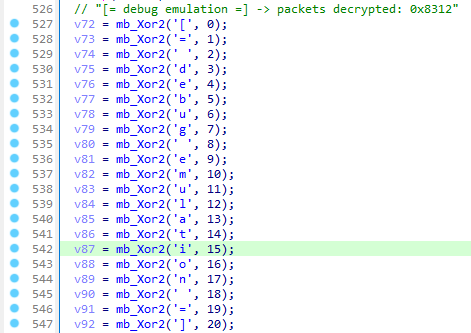 526 // "[= debug emulation =] -> packets decrypted: 0x8312"
527 v72 = mb_Xor2('[', 0);
528 v73 = mb_Xor2('=', 1);
529 v74 = mb_Xor2(' ', 2);
530 v75 = mb_Xor2('d', 3);
531 v76 = mb_Xor2('e', 4);
532 v77 = mb_Xor2('b', 5);
533 v78 = mb_Xor2('u', 6);
534 v79 = mb_Xor2('g', 7);
535 v80 = mb_Xor2(' ', 8);
536 v81 = mb_Xor2('e', 9);
537 v82 = mb_Xor2('m', 10);
538 v83 = mb_Xor2('u', 11);
539 v84 = mb_Xor2('l', 12);
540 v85 = mb_Xor2('a', 13);
541 v86 = mb_Xor2('t', 14);
542 v87 = mb_Xor2('i', 15);
543 v88 = mb_Xor2('o', 16);
544 v89 = mb_Xor2('n', 17);
545 v90 = mb_Xor2(' ', 18);
546 v91 = mb_Xor2('=', 19);
547 v92 = mb_Xor2(']', 20);